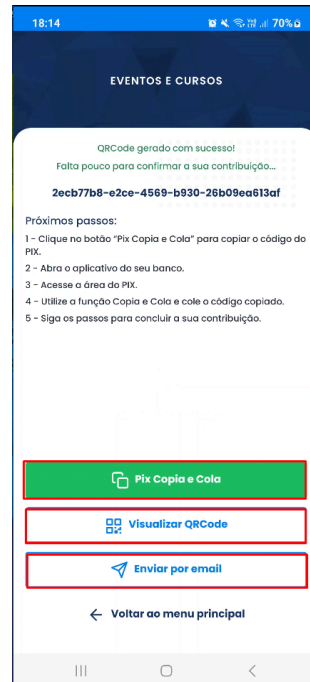 18:14
70%
EVENTOS E CURSOS
QRCode gerado com sucesso!
Falta pouco para confirmar a sua contribuição...
2ecb77b8-e2ce-4569-b930-26b09ea613af
Próximos passos:
1 - Clique no botão "Pix Copia e Cola" para copiar o código do
PIX.
2 - Abra o aplicativo do seu banco.
3 - Acesse a área do PIX.
4 - Utilize a função Copia e Cola e cole o código copiado.
5 - Siga os passos para concluir a sua contribuição.
Pix Copia e Cola
Visualizar QRCode
Enviar por email
Voltar ao menu principal